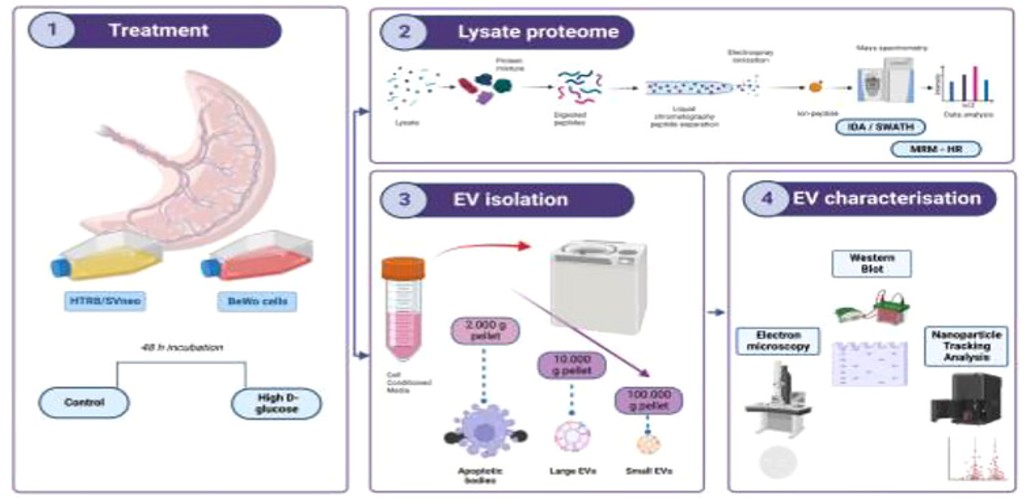 1 Treatment
HTR8/SVneo
BeWo cells
48 h incubation
Control
High D-
glucose
2 Lysate proteome
Lysate
Protein
mixture
Digested
peptides
Liquid
chromatography
peptide separation
Electrospray
ionization
Ion-peptide
Mass spectrometry
IDA / SWATH
MRM - HR
Intensity
m/z
Data analysis
3 EV isolation
Cell
Conditioned
Media
2.000 g
pellet
10.000
g pellet
100.000
g pellet
Apoptotic
bodies
Large EVs
Small EVs
4 EV characterisation
Western
Blot
Electron
microscopy
Nanoparticle
Tracking
Analysis